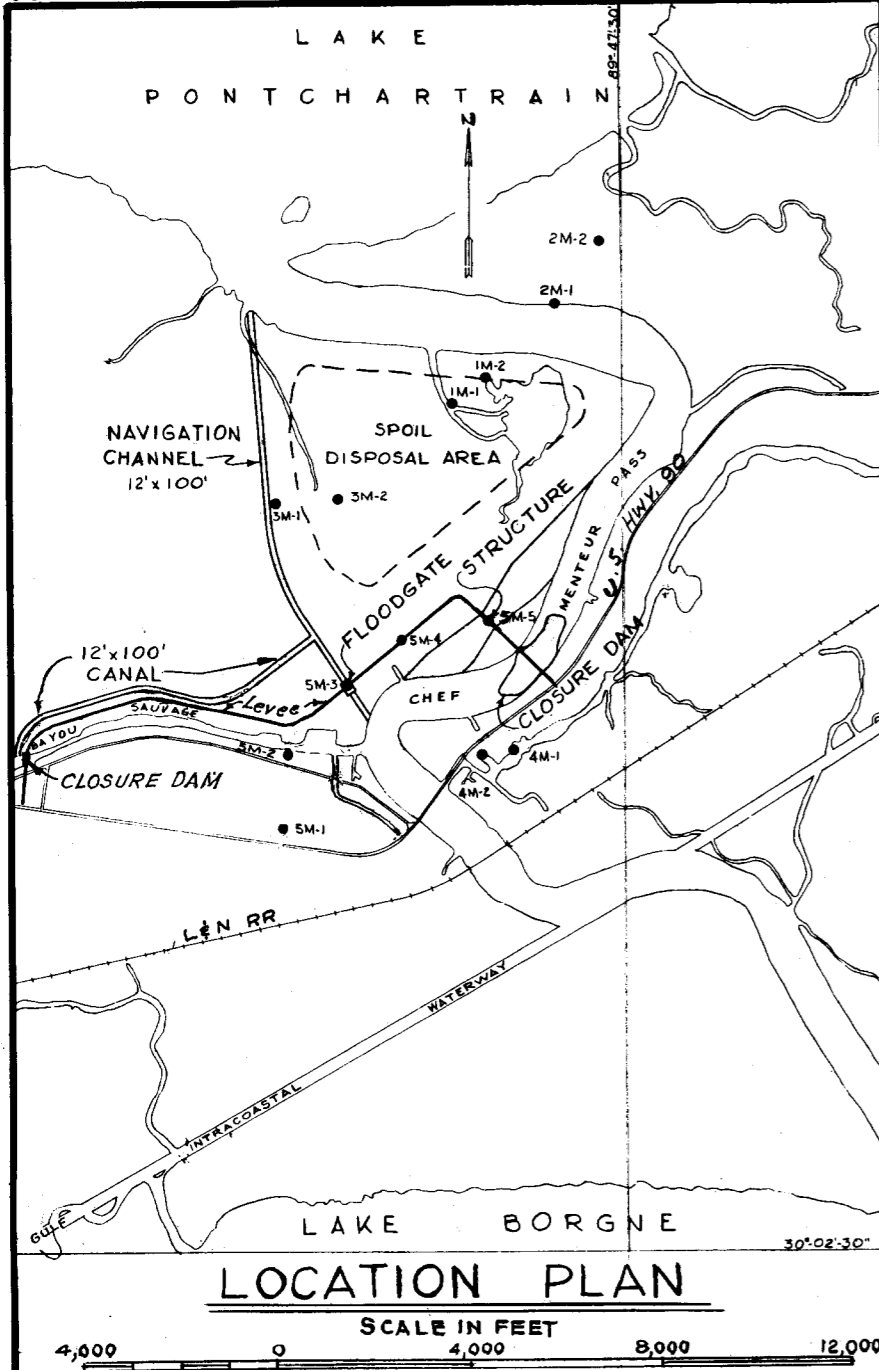 LAKE
PONTCHARTRAIN
89°-47'-30"
N
2M-2
2M-1
1M-2
1M-1
NAVIGATION
CHANNEL
12'x100'
SPOIL
DISPOSAL AREA
3M-2
3M-1
FLOODGATE STRUCTURE
MENTEUR PASS
U.S. HWY. 90
5M-5
5M-4
12'x100'
CANAL
5M-3
Levee
CHEF
CLOSURE DAM
BAYOU SAUVAGE
5M-2
4M-1
4M-2
CLOSURE DAM
5M-1
L&N RR
GULF INTRACOASTAL WATERWAY
LAKE BORGNE
30°-02'-30"
LOCATION PLAN
SCALE IN FEET
4,000 0 4,000 8,000 12,000